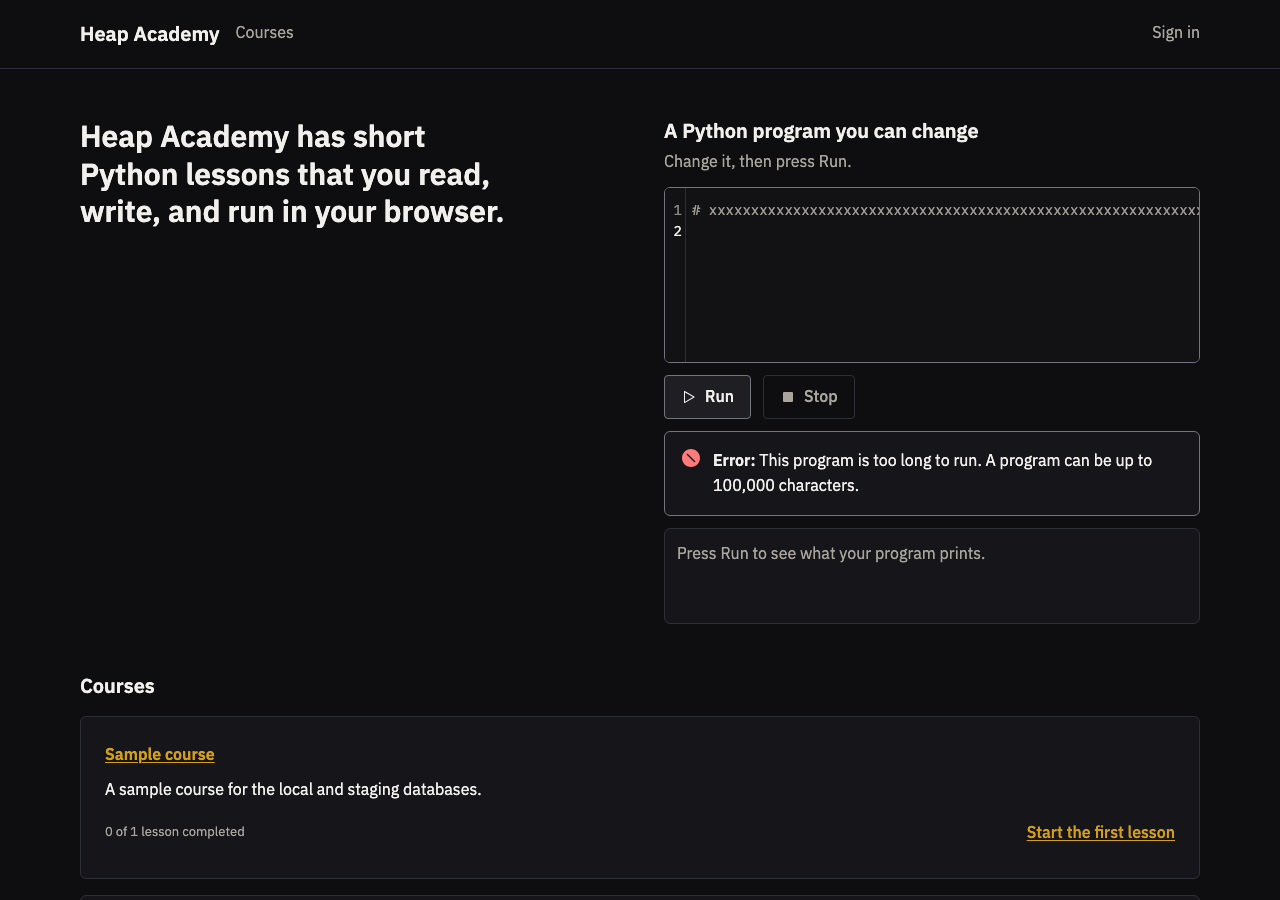 Heap Academy Courses Sign in
Heap Academy has short
Python lessons that you read,
write, and run in your browser.
A Python program you can change
Change it, then press Run.
1 # xxxxxxxxxxxxxxxxxxxxxxxxxxxxxxxxxxxxxxxxxxxxxxxxxxxxxxxxxxx
2
Run Stop
Error: This program is too long to run. A program can be up to
100,000 characters.
Press Run to see what your program prints.
Courses
Sample course
A sample course for the local and staging databases.
0 of 1 lesson completed Start the first lesson